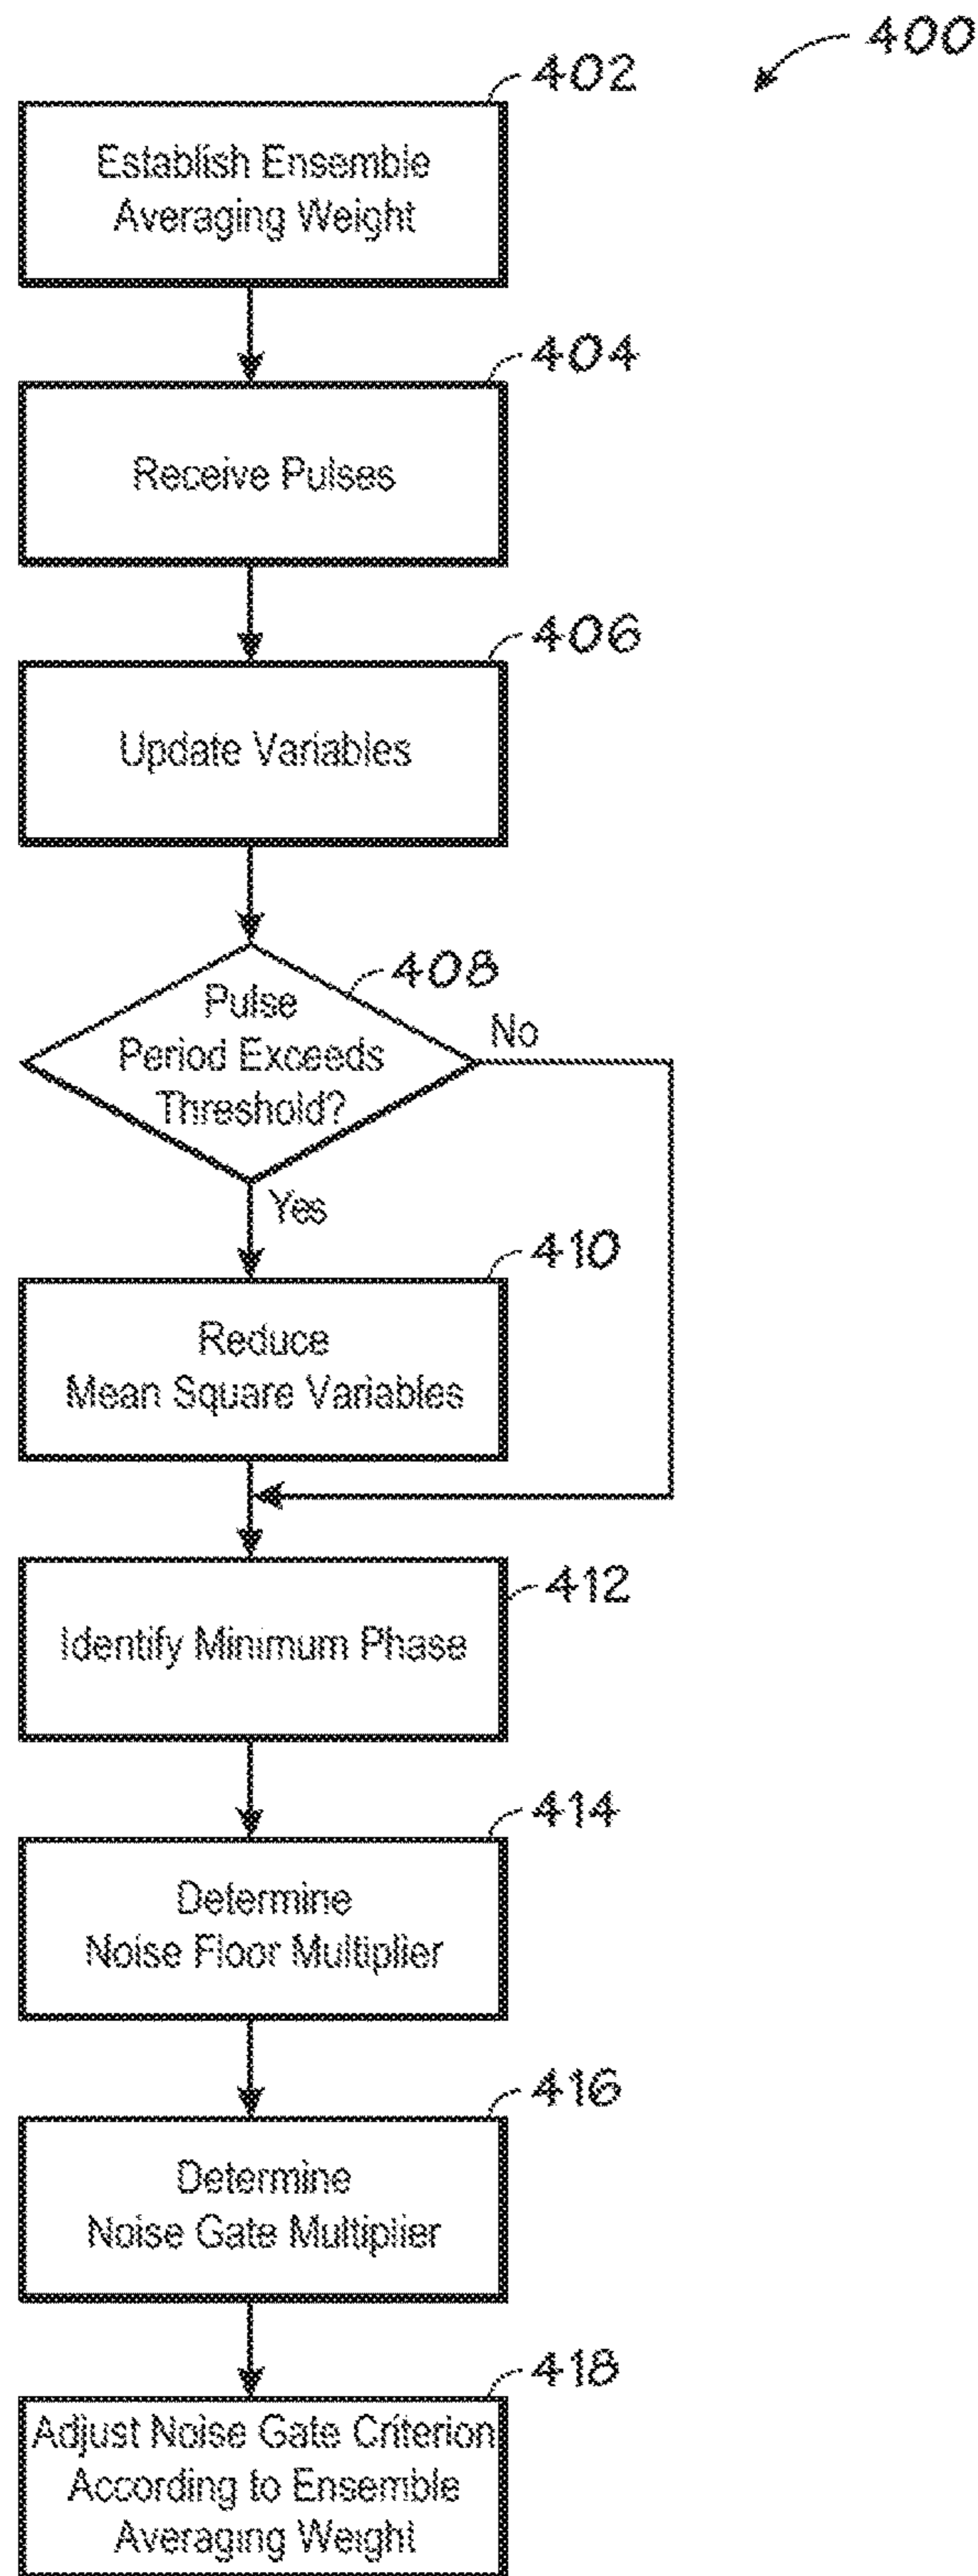 400
402
Establish Ensemble
Averaging Weight
404
Receive Pulses
406
Update Variables
408
Pulse
Period Exceeds
Threshold?
No
Yes
410
Reduce
Mean Square Variables
412
Identify Minimum Phase
414
Determine
Noise Floor Multiplier
416
Determine
Noise Gate Multiplier
418
Adjust Noise Gate Criterion
According to Ensemble
Averaging Weight